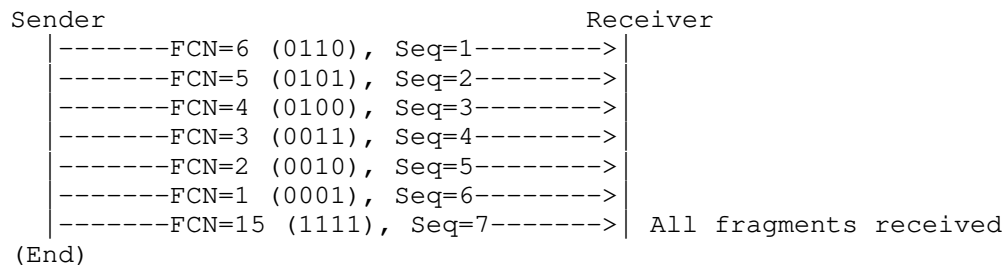 Sender                               Receiver
  |-------FCN=6 (0110), Seq=1-------->|
  |-------FCN=5 (0101), Seq=2-------->|
  |-------FCN=4 (0100), Seq=3-------->|
  |-------FCN=3 (0011), Seq=4-------->|
  |-------FCN=2 (0010), Seq=5-------->|
  |-------FCN=1 (0001), Seq=6-------->|
  |-------FCN=15 (1111), Seq=7------->| All fragments received
(End)